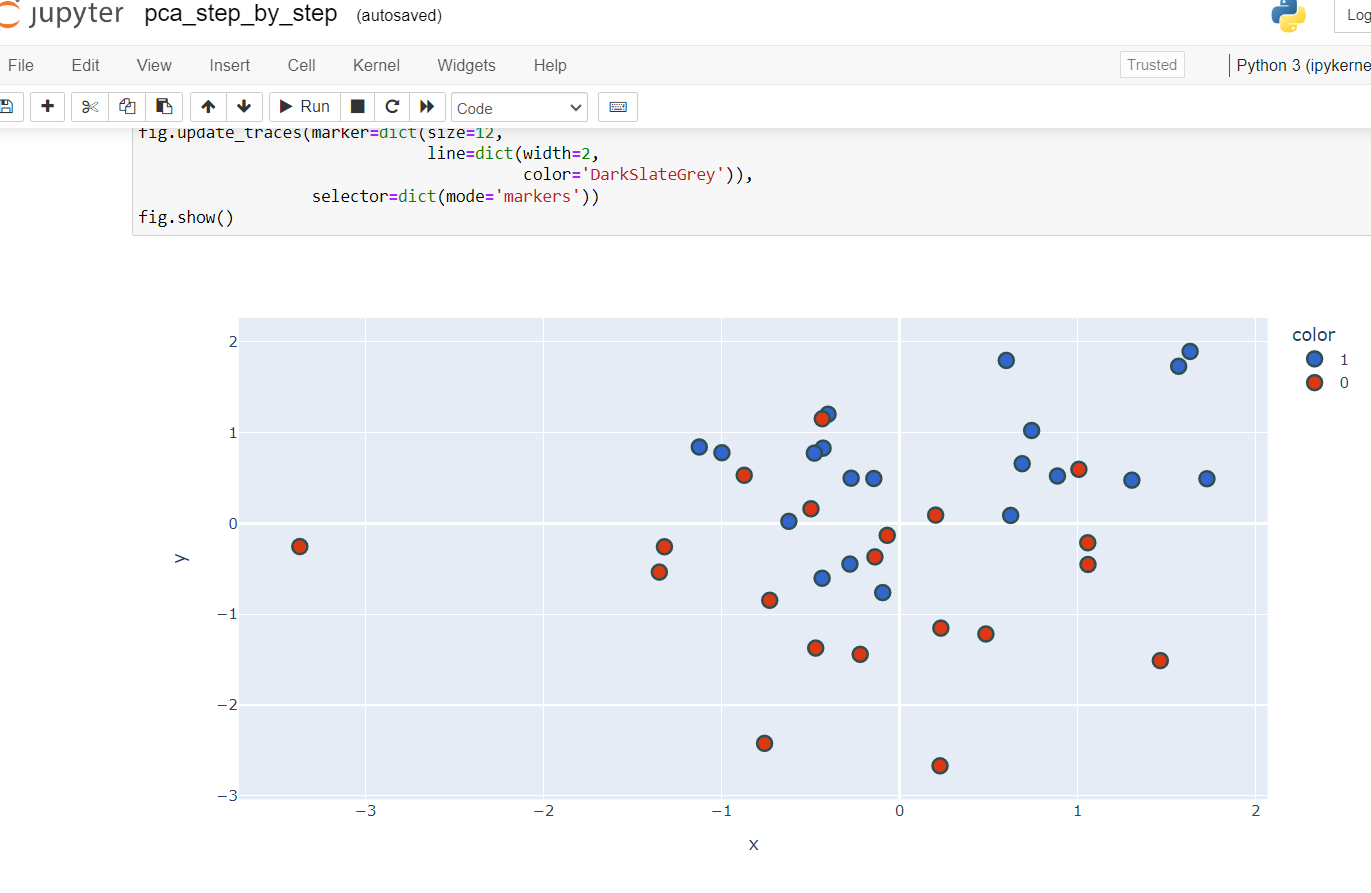 jupyter pca_step_by_step (autosaved)
File Edit View Insert Cell Kernel Widgets Help Trusted Python 3 (ipykerne
Run Code
fig.update_traces(marker=dict(size=12,
line=dict(width=2,
color='DarkSlateGrey')),
selector=dict(mode='markers'))
fig.show()
color
1
0
2
1
0
−1
−2
−3
y
−3 −2 −1 0 1 2
x